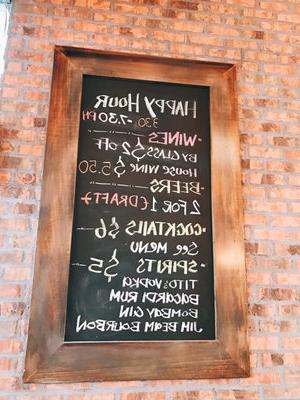 HAPPY HOUR
3:30 - 7:30 PM
- WINES
BY GLASS $2 OFF
HOUSE WINE $5.50
- BEERS
2 FOR 1 (DRAFT)
- COCKTAILS $6
SEE MENU
- SPIRITS $5
TITO'S VODKA
BACARDI RUM
BOMBAY GIN
JIM BEAM BOURBON